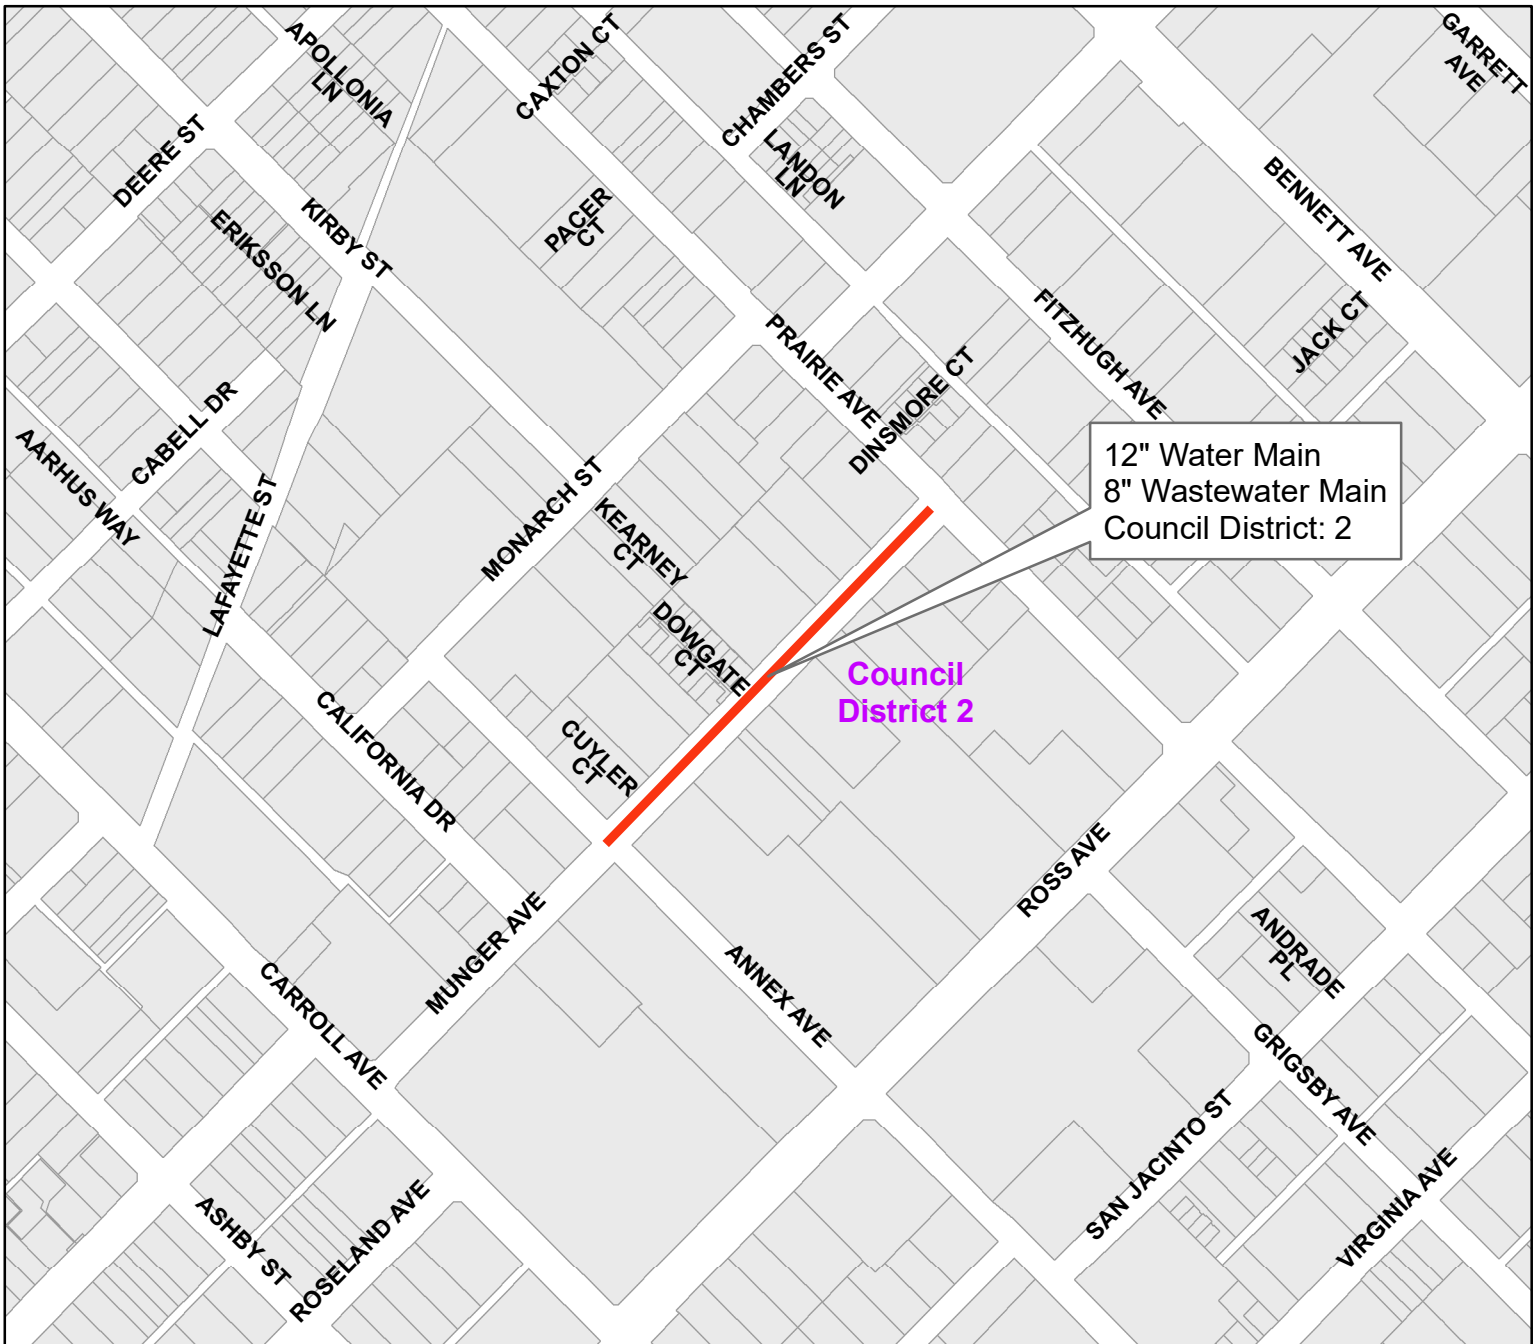 APOLLONIA
LN
CAXTON CT
CHAMBERS ST
GARRETT
AVE
DEERE ST
LANDON
LN
BENNETT AVE
KIRBY ST
PACER
CT
ERIKSSON LN
FITZHUGH AVE
JACK CT
PRAIRIE AVE
DINSMORE CT
CABELL DR
AARHUS WAY
LAFAYETTE ST
MONARCH ST
KEARNEY
CT
12" Water Main
8" Wastewater Main
Council District: 2
DOWGATE
CT
Council
District 2
CALIFORNIA DR
CUYLER
CT
ROSS AVE
MUNGER AVE
ANNEX AVE
ANDRADE
PL
CARROLL AVE
GRIGSBY AVE
SAN JACINTO ST
VIRGINIA AVE
ASHBY ST
ROSELAND AVE